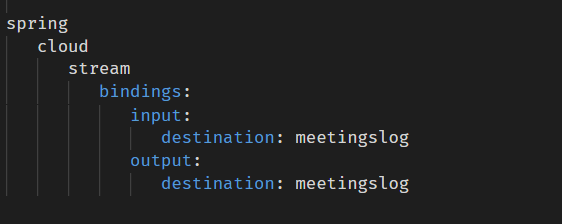 spring
cloud
stream
bindings:
input:
destination: meetingslog
output:
destination: meetingslog